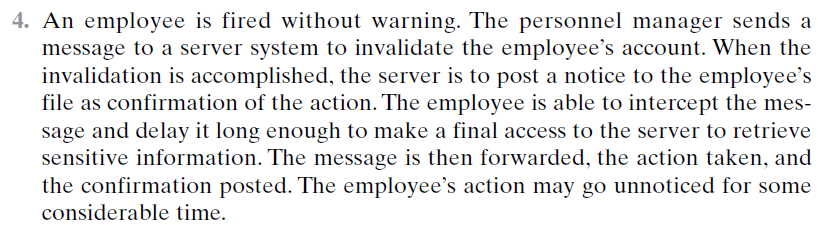 4. An employee is fired without warning. The personnel manager sends a
message to a server system to invalidate the employee’s account. When the
invalidation is accomplished, the server is to post a notice to the employee’s
file as confirmation of the action. The employee is able to intercept the mes-
sage and delay it long enough to make a final access to the server to retrieve
sensitive information. The message is then forwarded, the action taken, and
the confirmation posted. The employee’s action may go unnoticed for some
considerable time.